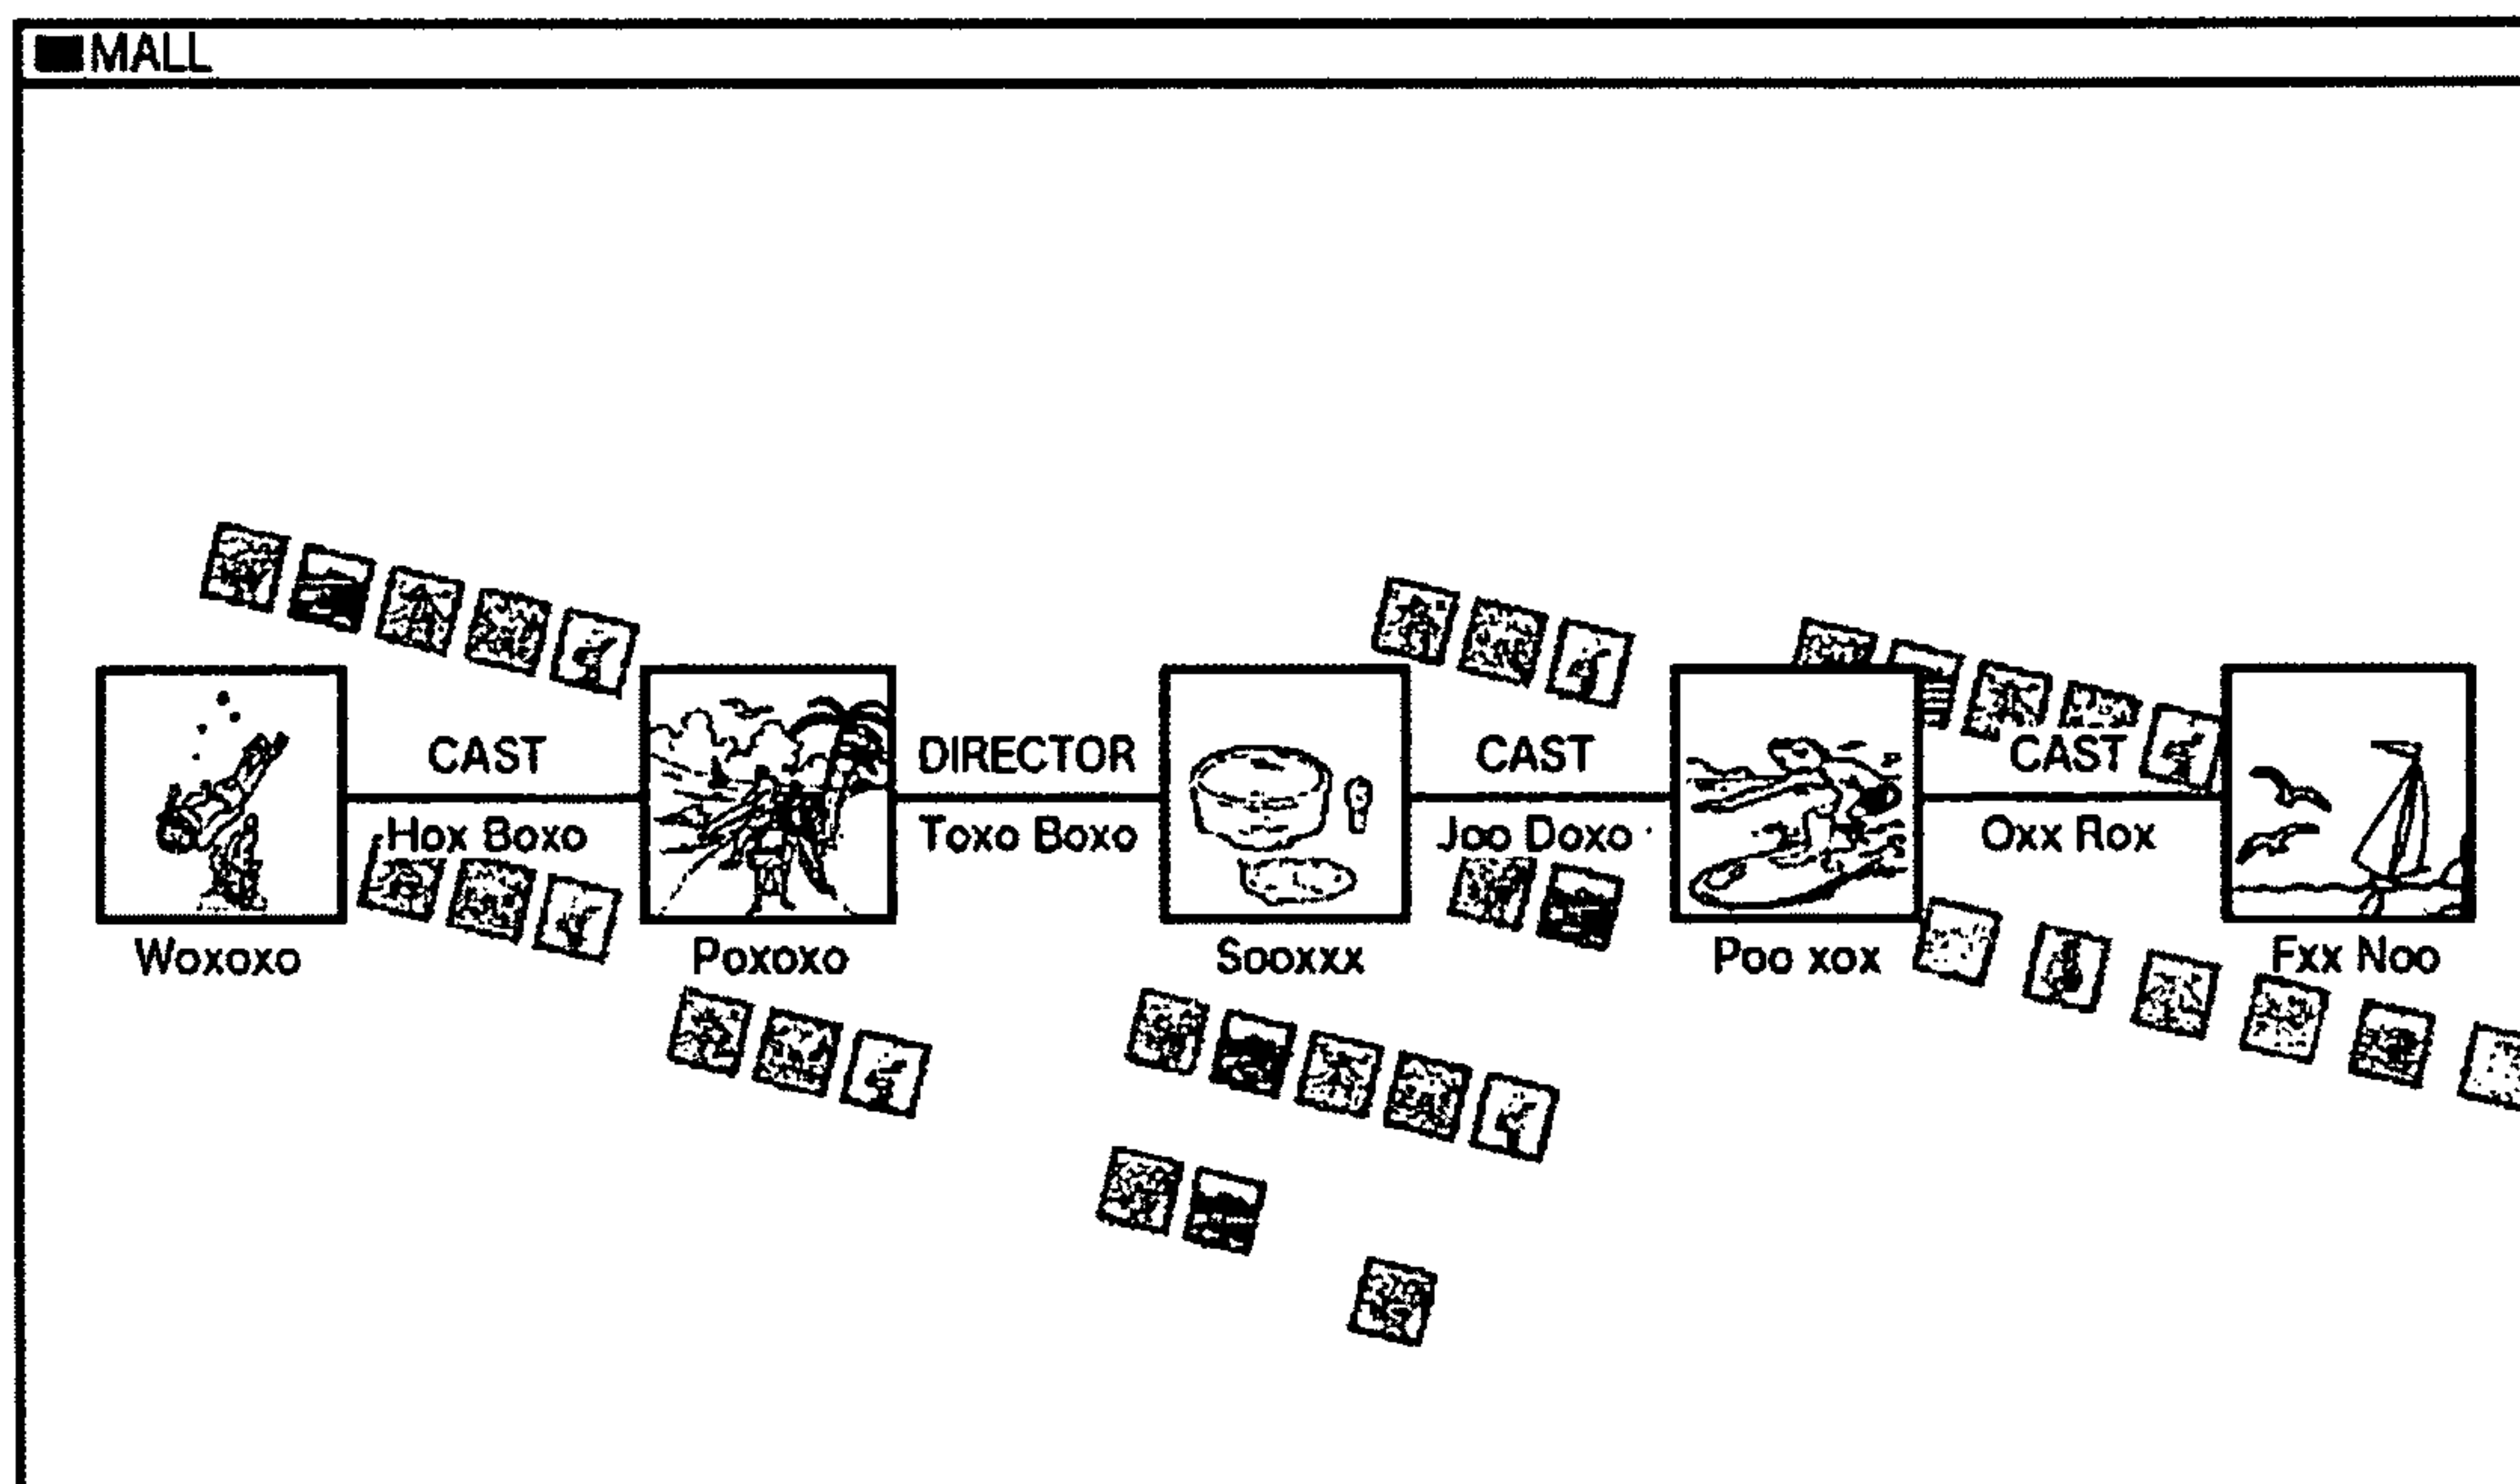 MALL
CAST
DIRECTOR
CAST
CAST
Hox Boxo
Toxo Boxo
Joo Doxo
Oxx Rox
Woxoxo
Poxoxo
Sooxxx
Poo xox
Fxx Noo